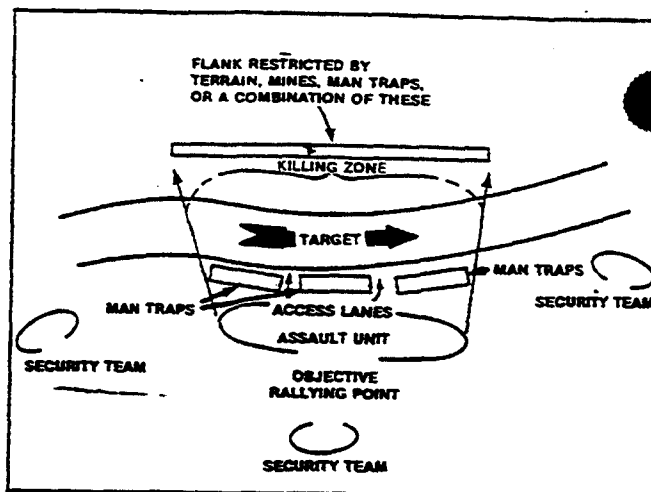 FLANK RESTRICTED BY
TERRAIN, MINES, MAN TRAPS,
OR A COMBINATION OF THESE
KILLING ZONE
TARGET
MAN TRAPS
MAN TRAPS
ACCESS LANES
SECURITY TEAM
ASSAULT UNIT
SECURITY TEAM
OBJECTIVE
RALLYING POINT
SECURITY TEAM